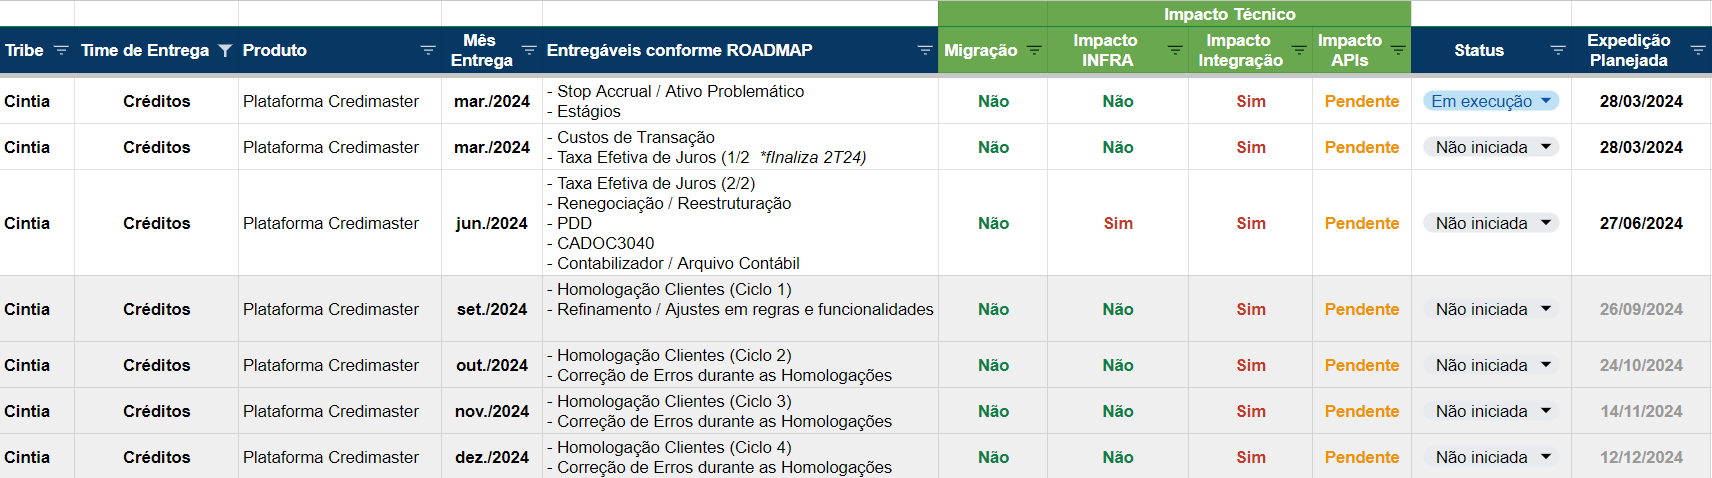 Impacto Técnico
Tribe Time de Entrega Produto Mês Entrega Entregáveis conforme ROADMAP Migração Impacto INFRA Impacto Integração Impacto APIs Status Expedição Planejada
Cintia Créditos Plataforma Credimaster mar./2024 - Stop Accrual / Ativo Problemático
- Estágios
Não Não Sim Pendente Em execução 28/03/2024
Cintia Créditos Plataforma Credimaster mar./2024 - Custos de Transação
- Taxa Efetiva de Juros (1/2 *fInaliza 2T24)
Não Não Sim Pendente Não iniciada 28/03/2024
Cintia Créditos Plataforma Credimaster jun./2024 - Taxa Efetiva de Juros (2/2)
- Renegociação / Reestruturação
- PDD
- CADOC3040
- Contabilizador / Arquivo Contábil
Não Sim Sim Pendente Não iniciada 27/06/2024
Cintia Créditos Plataforma Credimaster set./2024 - Homologação Clientes (Ciclo 1)
- Refinamento / Ajustes em regras e funcionalidades
Não Não Sim Pendente Não iniciada 26/09/2024
Cintia Créditos Plataforma Credimaster out./2024 - Homologação Clientes (Ciclo 2)
- Correção de Erros durante as Homologações
Não Não Sim Pendente Não iniciada 24/10/2024
Cintia Créditos Plataforma Credimaster nov./2024 - Homologação Clientes (Ciclo 3)
- Correção de Erros durante as Homologações
Não Não Sim Pendente Não iniciada 14/11/2024
Cintia Créditos Plataforma Credimaster dez./2024 - Homologação Clientes (Ciclo 4)
- Correção de Erros durante as Homologações
Não Não Sim Pendente Não iniciada 12/12/2024